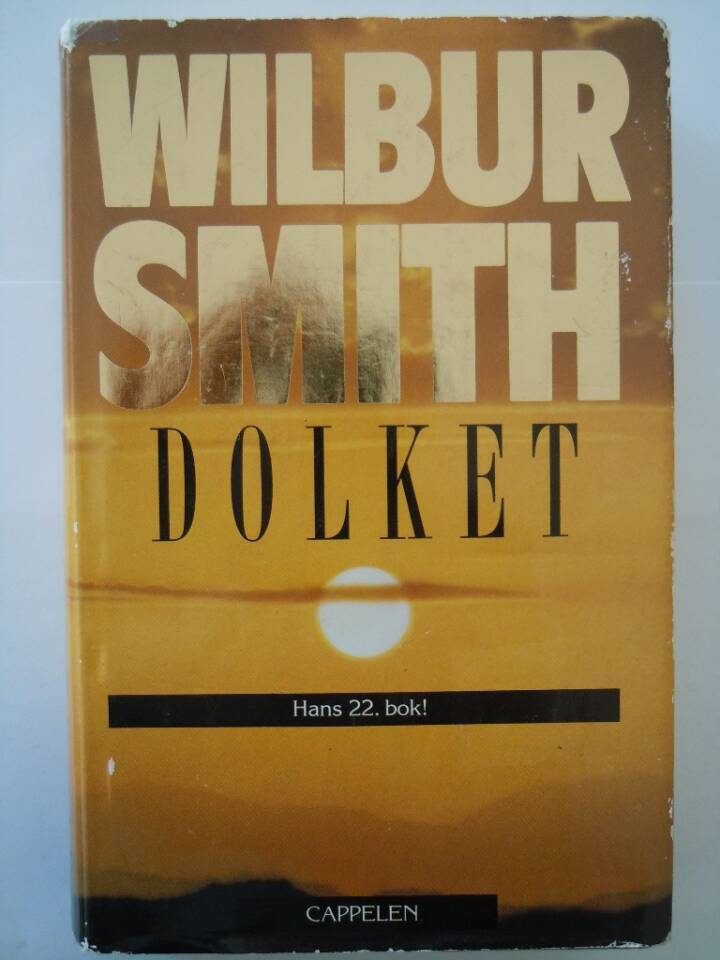 WILBUR
SMITH
DOLKET
Hans 22. bok!
CAPPELEN